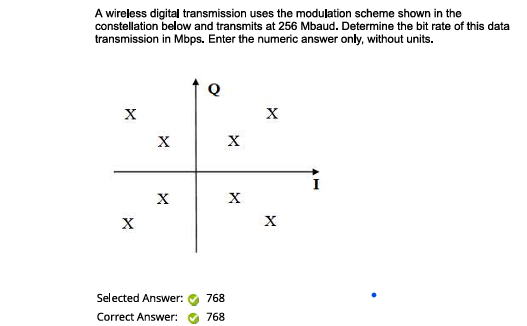 A wireless digital transmission uses the modulation scheme shown in the
constellation below and transmits at 256 Mbaud. Determine the bit rate of this data
transmission in Mbps. Enter the numeric answer only, without units.
Q
X X
X X
I
X X
X X
Selected Answer: 768
Correct Answer: 768